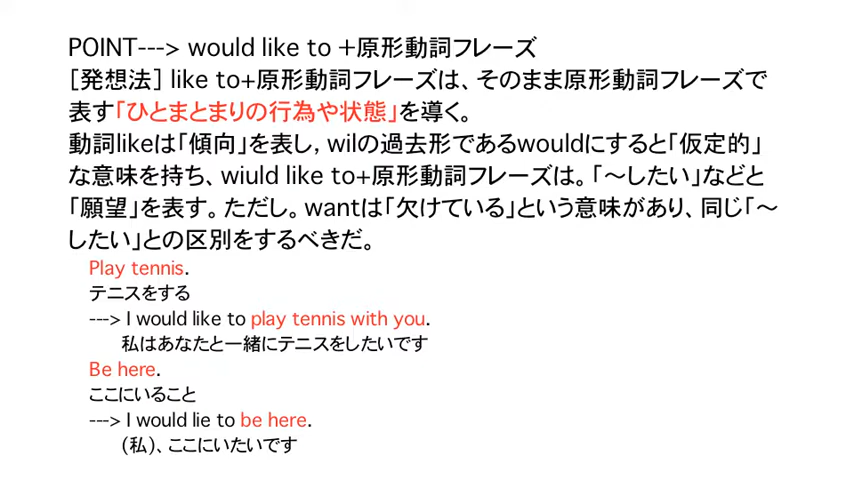 POINT---> would like to +原形動詞フレーズ
[発想法] like to+原形動詞フレーズは、そのまま原形動詞フレーズで
表す「ひとまとまりの行為や状態」を導く。
動詞likeは「傾向」を表し, wilの過去形であるwouldにすると「仮定的」
な意味を持ち、wiuld like to+原形動詞フレーズは。「〜したい」などと
「願望」を表す。ただし。wantは「欠けている」という意味があり、同じ「〜
したい」との区別をするべきだ。
Play tennis.
テニスをする
---> I would like to play tennis with you.
私はあなたと一緒にテニスをしたいです
Be here.
ここにいること
---> I would lie to be here.
(私)、ここにいたいです